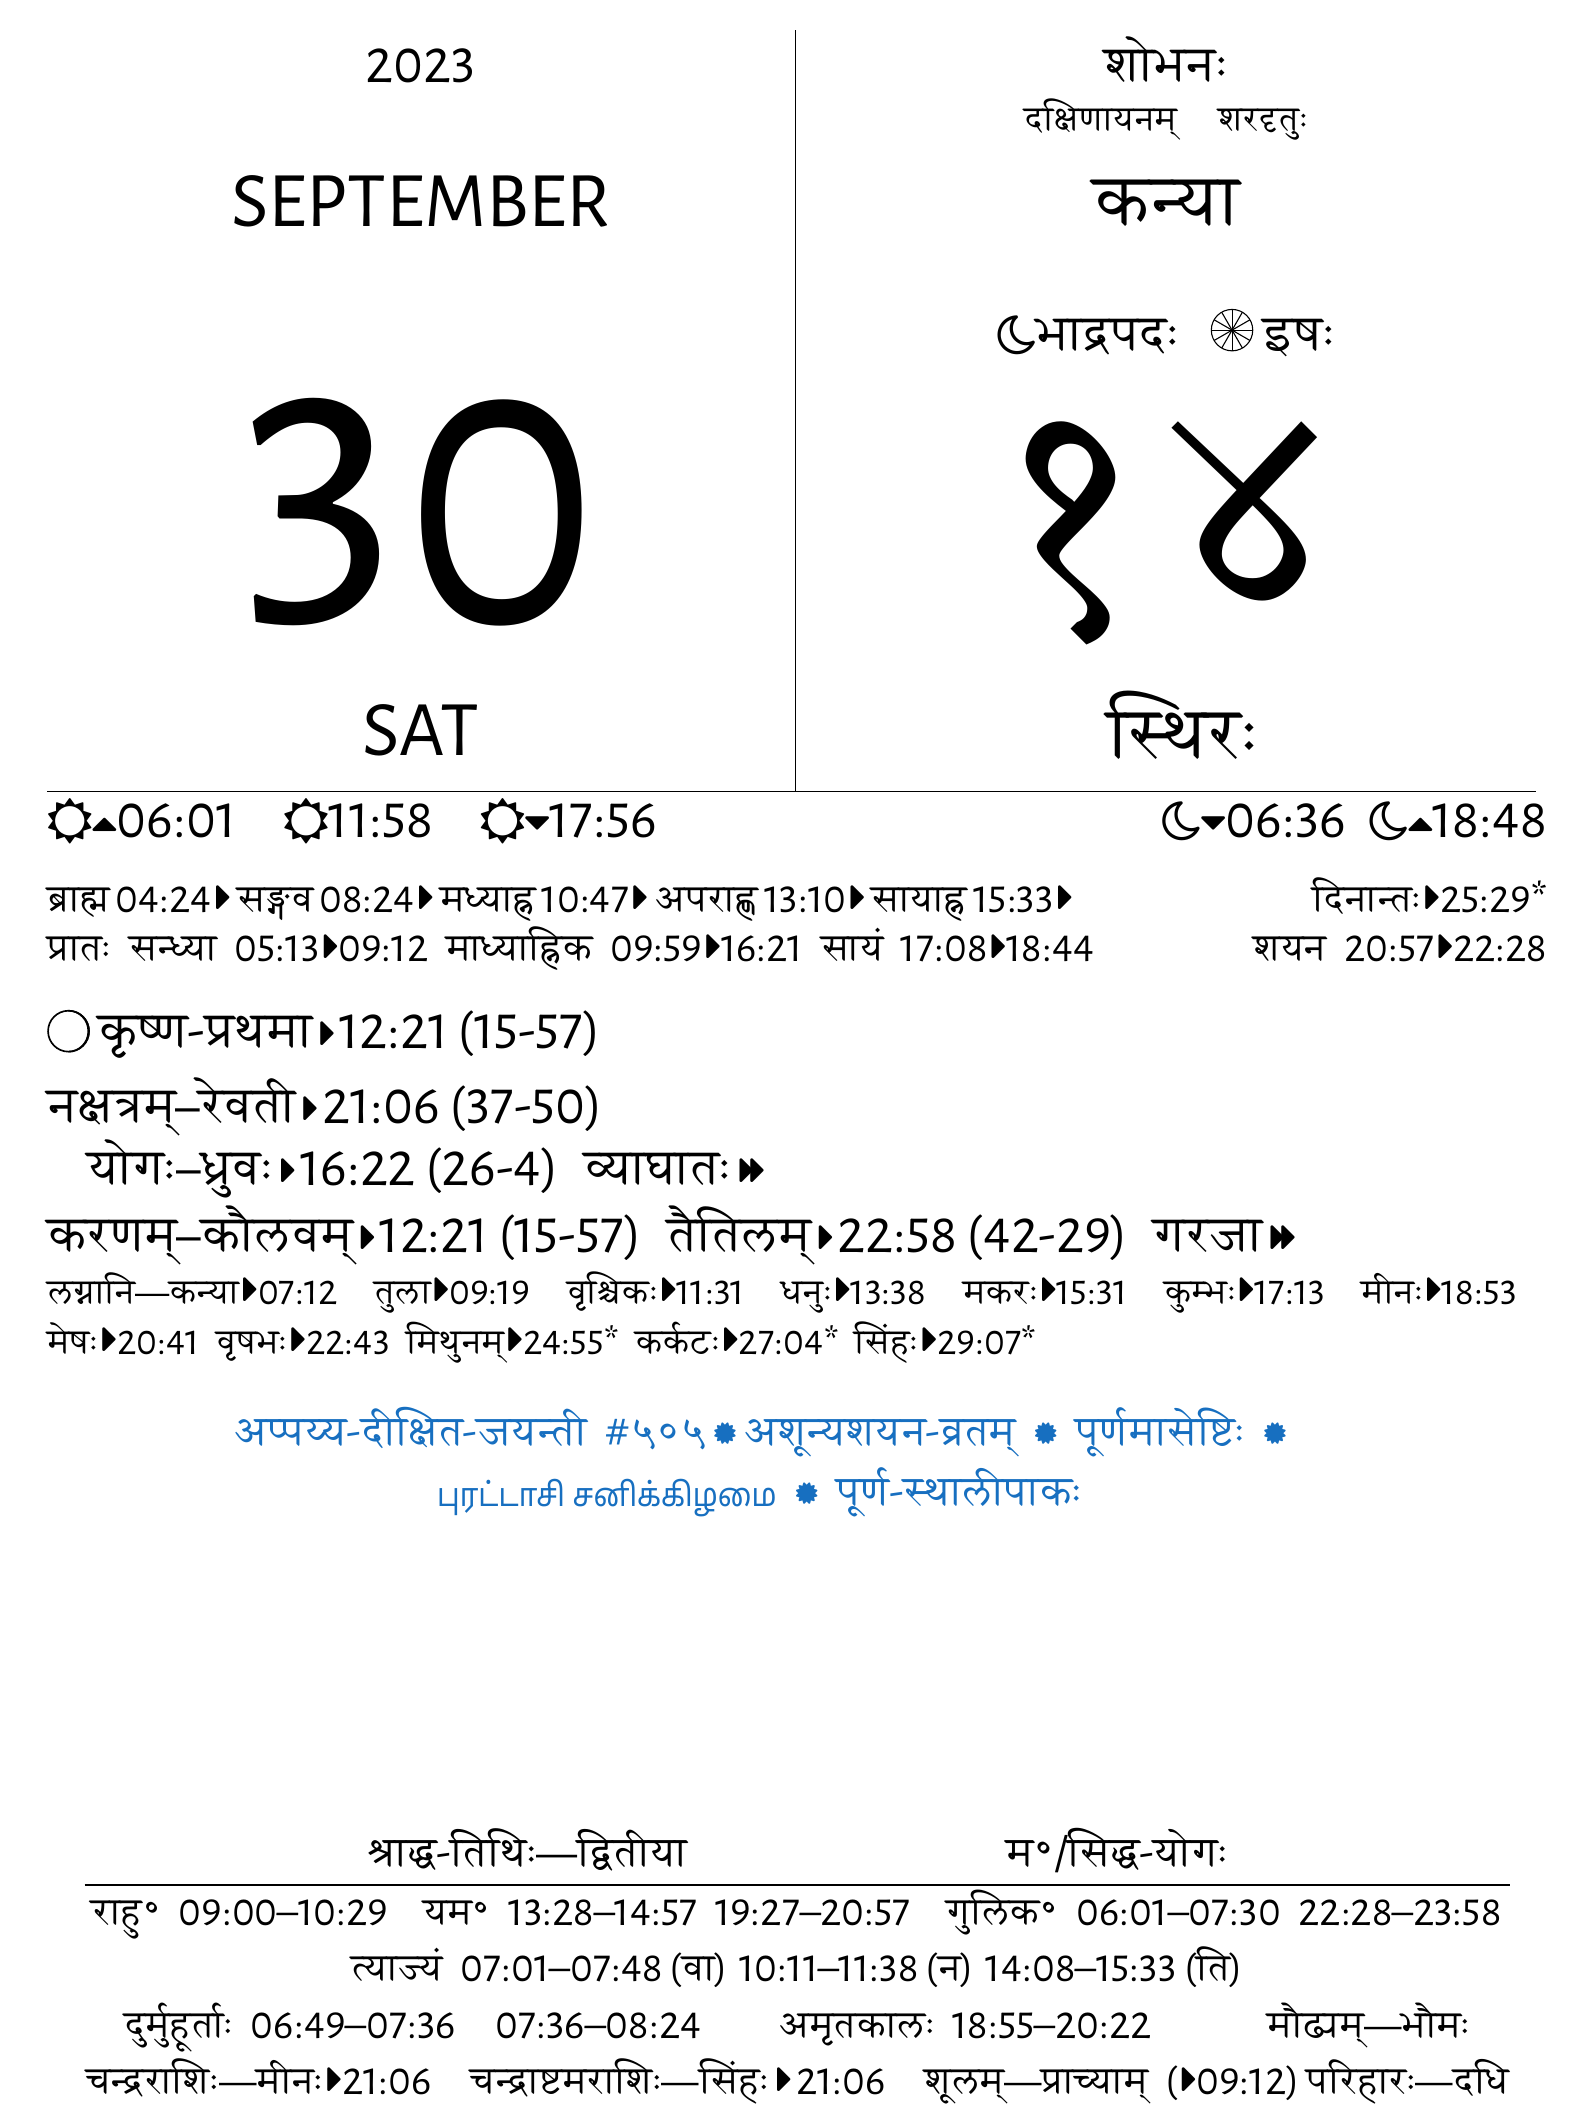 2023
SEPTEMBER
30
SAT
शोभनः
दक्षिणायनम् शरदृतुः
कन्या
भाद्रपदः इषः
१४
स्थिरः
06:01 11:58 17:56 06:36 18:48
ब्राह्म 04:24 सङ्गव 08:24 मध्याह्न 10:47 अपराह्ण 13:10 सायाह्न 15:33 दिनान्तः 25:29*
प्रातः सन्ध्या 05:13 09:12 माध्याह्निक 09:59 16:21 सायं 17:08 18:44 शयन 20:57 22:28
कृष्ण-प्रथमा 12:21 (15-57)
नक्षत्रम्–रेवती 21:06 (37-50)
योगः–ध्रुवः 16:22 (26-4) व्याघातः
करणम्–कौलवम् 12:21 (15-57) तैतिलम् 22:58 (42-29) गरजा
लग्नानि—कन्या 07:12 तुला 09:19 वृश्चिकः 11:31 धनुः 13:38 मकरः 15:31 कुम्भः 17:13 मीनः 18:53
मेषः 20:41 वृषभः 22:43 मिथुनम् 24:55* कर्कटः 27:04* सिंहः 29:07*
अप्पय्य-दीक्षित-जयन्ती #५०५ अशून्यशयन-व्रतम् पूर्णमासेष्टिः
புரட்டாசி சனிக்கிழமை पूर्ण-स्थालीपाकः
श्राद्ध-तिथिः—द्वितीया म॰/सिद्ध-योगः
राहु॰ 09:00–10:29 यम॰ 13:28–14:57 19:27–20:57 गुलिक॰ 06:01–07:30 22:28–23:58
त्याज्यं 07:01–07:48 (वा) 10:11–11:38 (न) 14:08–15:33 (ति)
दुर्मुहूर्ताः 06:49–07:36 07:36–08:24 अमृतकालः 18:55–20:22 मौढ्यम्—भौमः
चन्द्रराशिः—मीनः 21:06 चन्द्राष्टमराशिः—सिंहः 21:06 शूलम्—प्राच्याम् (09:12) परिहारः—दधि